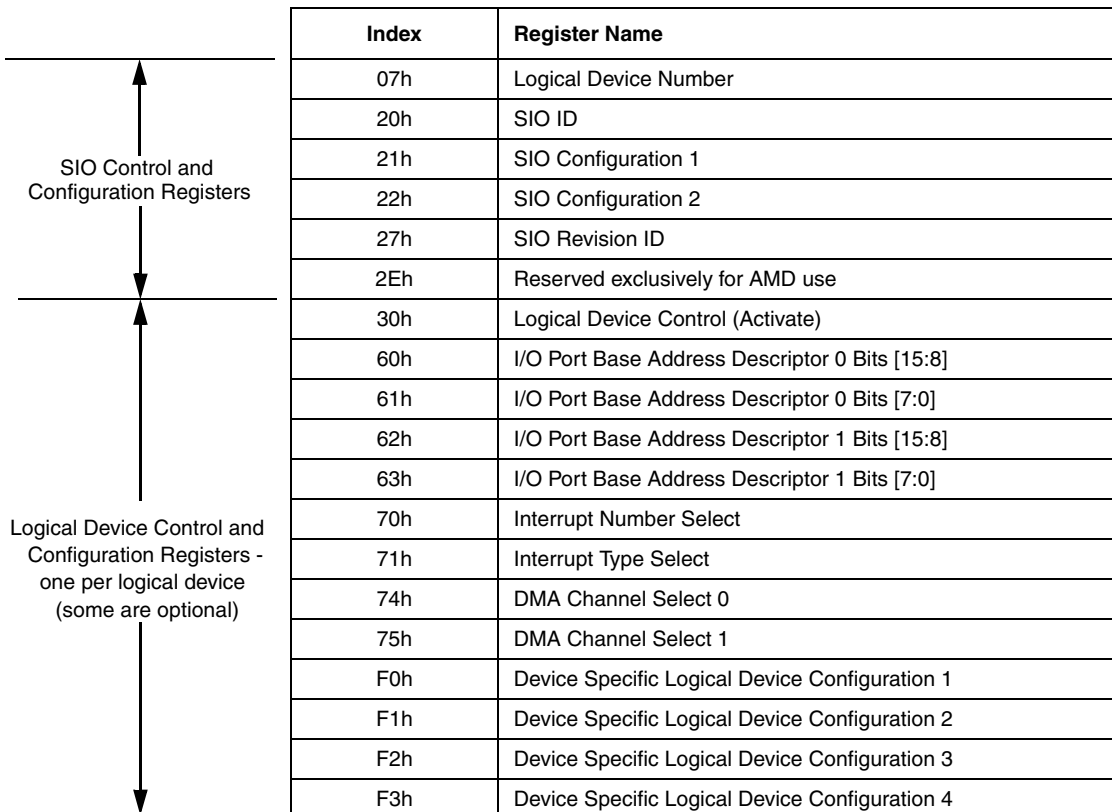 Index Register Name
07h Logical Device Number
20h SIO ID
21h SIO Configuration 1
22h SIO Configuration 2
27h SIO Revision ID
2Eh Reserved exclusively for AMD use
30h Logical Device Control (Activate)
60h I/O Port Base Address Descriptor 0 Bits [15:8]
61h I/O Port Base Address Descriptor 0 Bits [7:0]
62h I/O Port Base Address Descriptor 1 Bits [15:8]
63h I/O Port Base Address Descriptor 1 Bits [7:0]
70h Interrupt Number Select
71h Interrupt Type Select
74h DMA Channel Select 0
75h DMA Channel Select 1
F0h Device Specific Logical Device Configuration 1
F1h Device Specific Logical Device Configuration 2
F2h Device Specific Logical Device Configuration 3
F3h Device Specific Logical Device Configuration 4
SIO Control and
Configuration Registers
Logical Device Control and
Configuration Registers -
one per logical device
(some are optional)